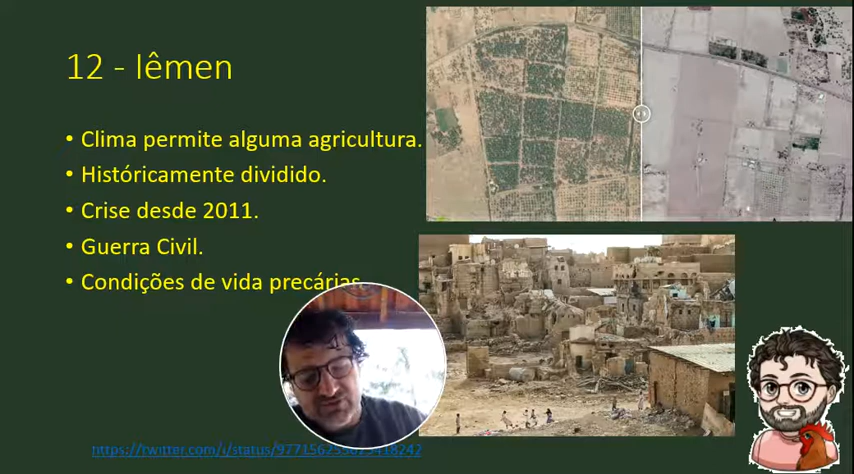 12 - Iêmen
• Clima permite alguma agricultura.
• Históricamente dividido.
• Crise desde 2011.
• Guerra Civil.
• Condições de vida precárias.